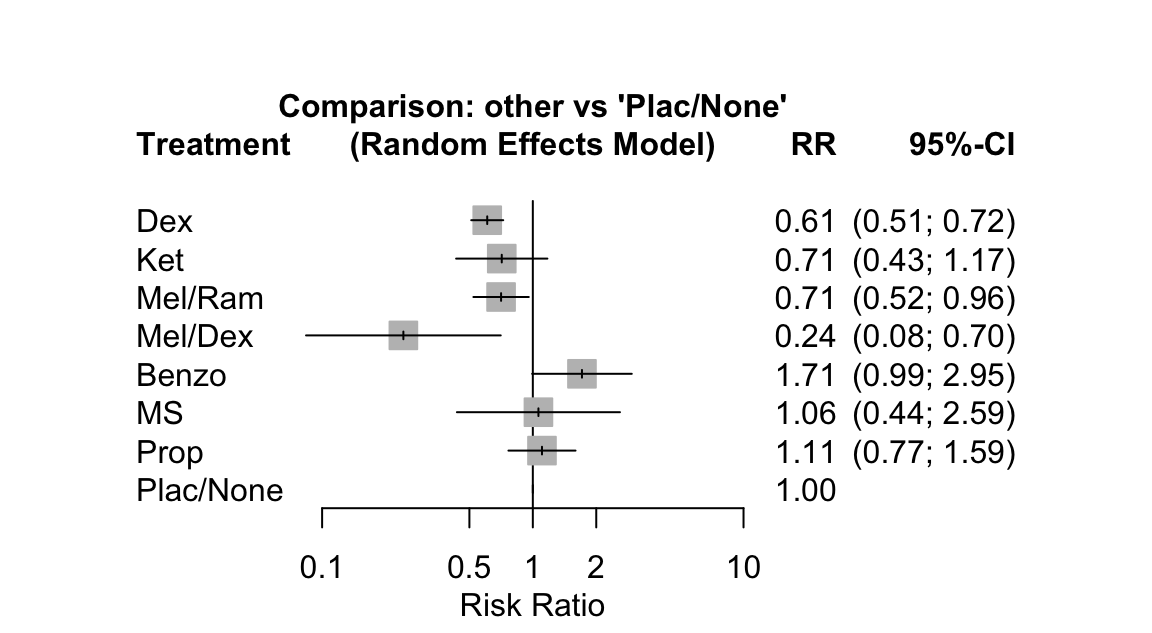 Comparison: other vs 'Plac/None'
Treatment (Random Effects Model) RR 95%-CI
Dex 0.61 (0.51; 0.72)
Ket 0.71 (0.43; 1.17)
Mel/Ram 0.71 (0.52; 0.96)
Mel/Dex 0.24 (0.08; 0.70)
Benzo 1.71 (0.99; 2.95)
MS 1.06 (0.44; 2.59)
Prop 1.11 (0.77; 1.59)
Plac/None 1.00
0.1 0.5 1 2 10
Risk Ratio